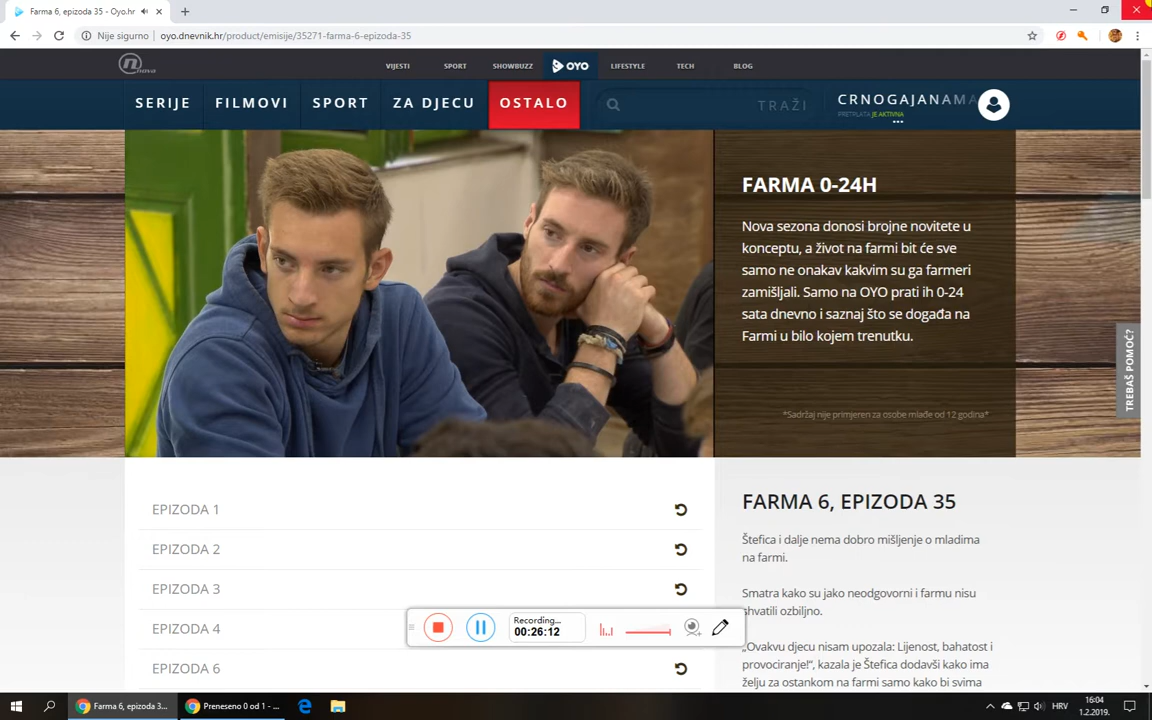 Farma 6, epizoda 35 - Oyo.hr
Nije sigurno
oyo.dnevnik.hr/product/emisije/35271-farma-6-epizoda-35
nova
VIJESTI SPORT SHOWBUZZ OYO LIFESTYLE TECH BLOG
SERIJE FILMOVI SPORT ZA DJECU OSTALO TRAŽI
CRNOGAJANAMA
PRETPLATA JE AKTIVNA
FARMA 0-24H
Nova sezona donosi brojne novitete u
konceptu, a život na farmi bit će sve
samo ne onakav kakvim su ga farmeri
zamišljali. Samo na OYO prati ih 0-24
sata dnevno i saznaj što se događa na
Farmi u bilo kojem trenutku.
*Sadržaj nije primjeren za osobe mlađe od 12 godina*
TREBAŠ POMOĆ?
EPIZODA 1
EPIZODA 2
EPIZODA 3
EPIZODA 4
EPIZODA 6
FARMA 6, EPIZODA 35
Štefica i dalje nema dobro mišljenje o mladima
na farmi.
Smatra kako su jako neodgovorni i farmu nisu
shvatili ozbiljno.
„Ovakvu djecu nisam upozala: Lijenost, bahatost i
provociranje!“, kazala je Štefica dodavši kako ima
želju za ostankom na farmi samo kako bi svima
Recording...
00:26:12
Farma 6, epizoda 3...
Preneseno 0 od 1 - ...
HRV
16:04
1.2.2019.